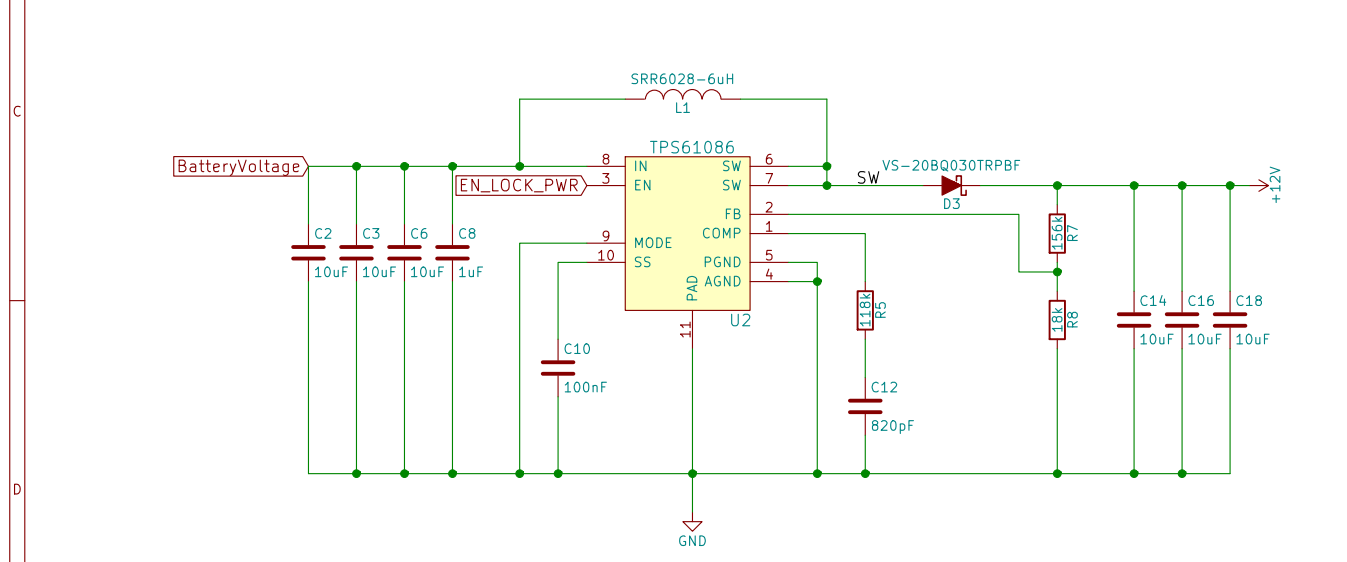 C
SRR6028-6uH
L1
TPS61086
BatteryVoltage
8
IN
SW
6
EN_LOCK_PWR
3
EN
SW
7
SW
VS-20BQ030TRPBF
D3
+12V
FB
2
COMP
1
9
MODE
10
SS
PGND
5
AGND
4
PAD
11
U2
C2
10uF
C3
10uF
C6
10uF
C8
1uF
156k
R7
118k
R5
18k
R8
C14
10uF
C16
10uF
C18
10uF
C10
100nF
C12
820pF
D
GND